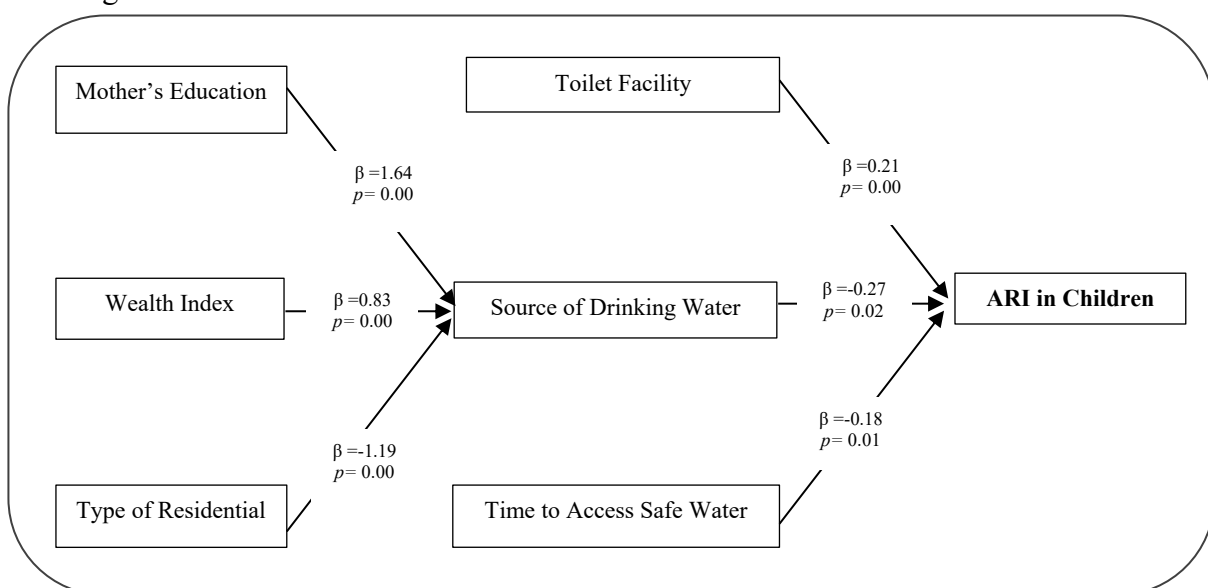 Mother’s Education
Toilet Facility
β =1.64
p= 0.00
β =0.21
p= 0.00
Wealth Index
β =0.83
p= 0.00
Source of Drinking Water
β =-0.27
p= 0.02
ARI in Children
β =-1.19
p= 0.00
β =-0.18
p= 0.01
Type of Residential
Time to Access Safe Water